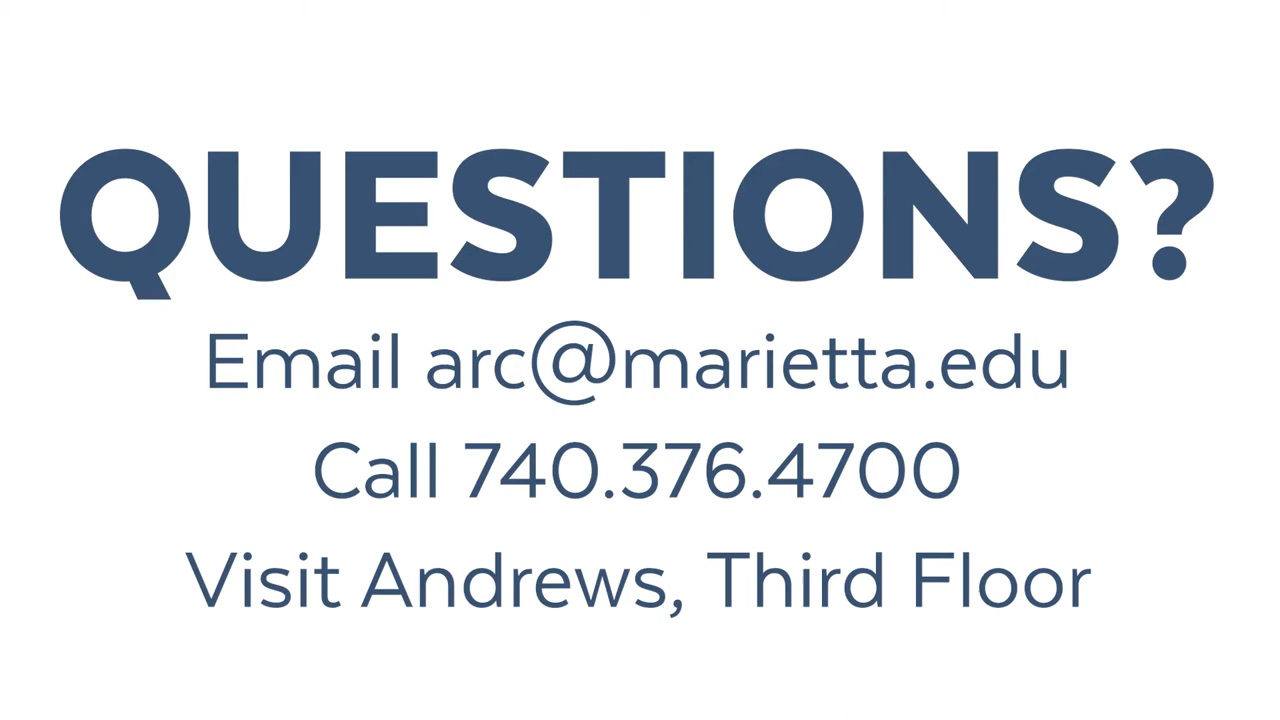 QUESTIONS?
Email arc@marietta.edu
Call 740.376.4700
Visit Andrews, Third Floor